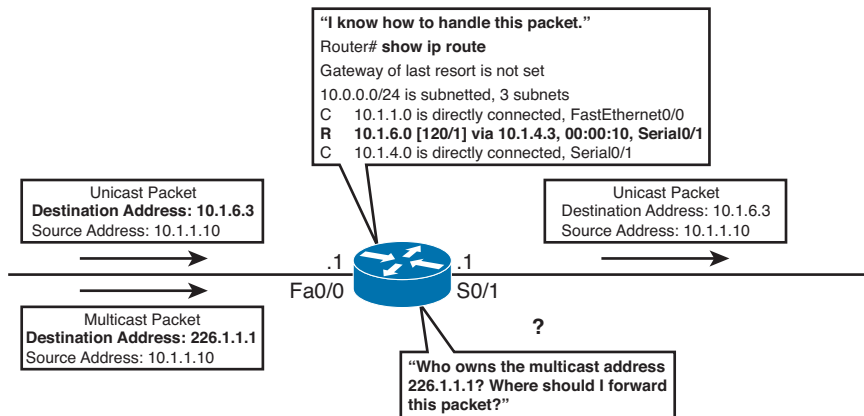 “I know how to handle this packet.”
Router# show ip route
Gateway of last resort is not set
10.0.0.0/24 is subnetted, 3 subnets
C 10.1.1.0 is directly connected, FastEthernet0/0
R 10.1.6.0 [120/1] via 10.1.4.3, 00:00:10, Serial0/1
C 10.1.4.0 is directly connected, Serial0/1
Unicast Packet
Destination Address: 10.1.6.3
Source Address: 10.1.1.10
Unicast Packet
Destination Address: 10.1.6.3
Source Address: 10.1.1.10
.1
.1
Fa0/0
S0/1
Multicast Packet
Destination Address: 226.1.1.1
Source Address: 10.1.1.10
?
“Who owns the multicast address
226.1.1.1? Where should I forward
this packet?”